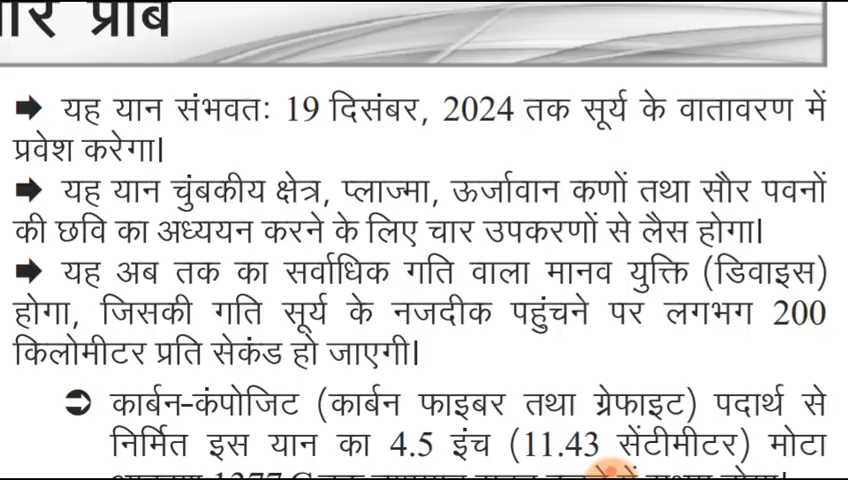 प्रोब
➡ यह यान संभवतः 19 दिसंबर, 2024 तक सूर्य के वातावरण में
प्रवेश करेगा।
➡ यह यान चुंबकीय क्षेत्र, प्लाज्मा, ऊर्जावान कणों तथा सौर पवनों
की छवि का अध्ययन करने के लिए चार उपकरणों से लैस होगा।
➡ यह अब तक का सर्वाधिक गति वाला मानव युक्ति (डिवाइस)
होगा, जिसकी गति सूर्य के नजदीक पहुंचने पर लगभग 200
किलोमीटर प्रति सेकंड हो जाएगी।
➲ कार्बन-कंपोजिट (कार्बन फाइबर तथा ग्रेफाइट) पदार्थ से
निर्मित इस यान का 4.5 इंच (11.43 सेंटीमीटर) मोटा